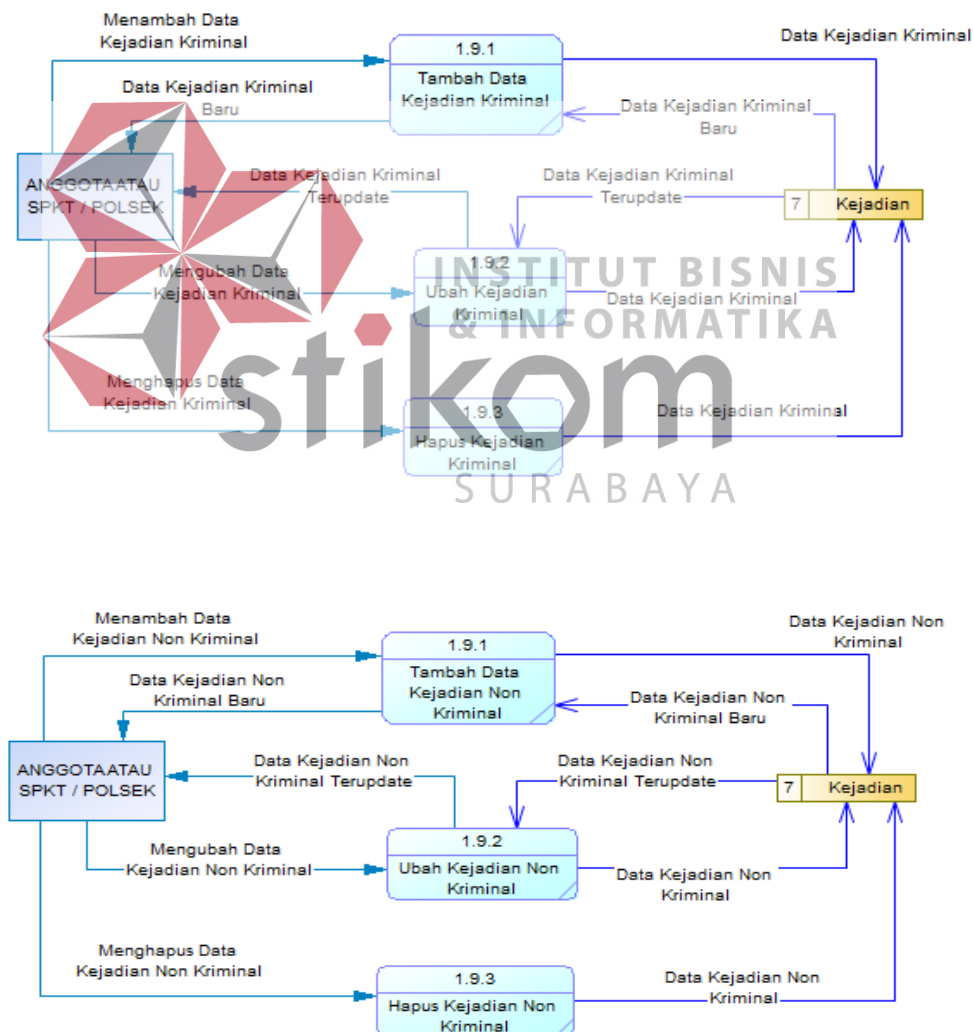 Menambah Data
Kejadian Kriminal
1.9.1
Tambah Data
Kejadian Kriminal
Data Kejadian Kriminal
Data Kejadian Kriminal
Baru
Data Kejadian Kriminal
Baru
ANGGOTA ATAU
SPKT / POLSEK
Data Kejadian Kriminal
Terupdate
Data Kejadian Kriminal
Terupdate
7 Kejadian
Mengubah Data
Kejadian Kriminal
1.9.2
Ubah Kejadian
Kriminal
Data Kejadian Kriminal
INSTITUT BISNIS
& INFORMATIKA
stikom
SURABAYA
Menghapus Data
Kejadian Kriminal
1.9.3
Hapus Kejadian
Kriminal
Data Kejadian Kriminal
Menambah Data
Kejadian Non Kriminal
1.9.1
Tambah Data
Kejadian Non
Kriminal
Data Kejadian Non
Kriminal
Data Kejadian Non
Kriminal Baru
Data Kejadian Non
Kriminal Baru
ANGGOTA ATAU
SPKT / POLSEK
Data Kejadian Non
Kriminal Terupdate
Data Kejadian Non
Kriminal Terupdate
7 Kejadian
Mengubah Data
Kejadian Non Kriminal
1.9.2
Ubah Kejadian Non
Kriminal
Data Kejadian Non
Kriminal
Menghapus Data
Kejadian Non Kriminal
1.9.3
Hapus Kejadian Non
Kriminal
Data Kejadian Non
Kriminal